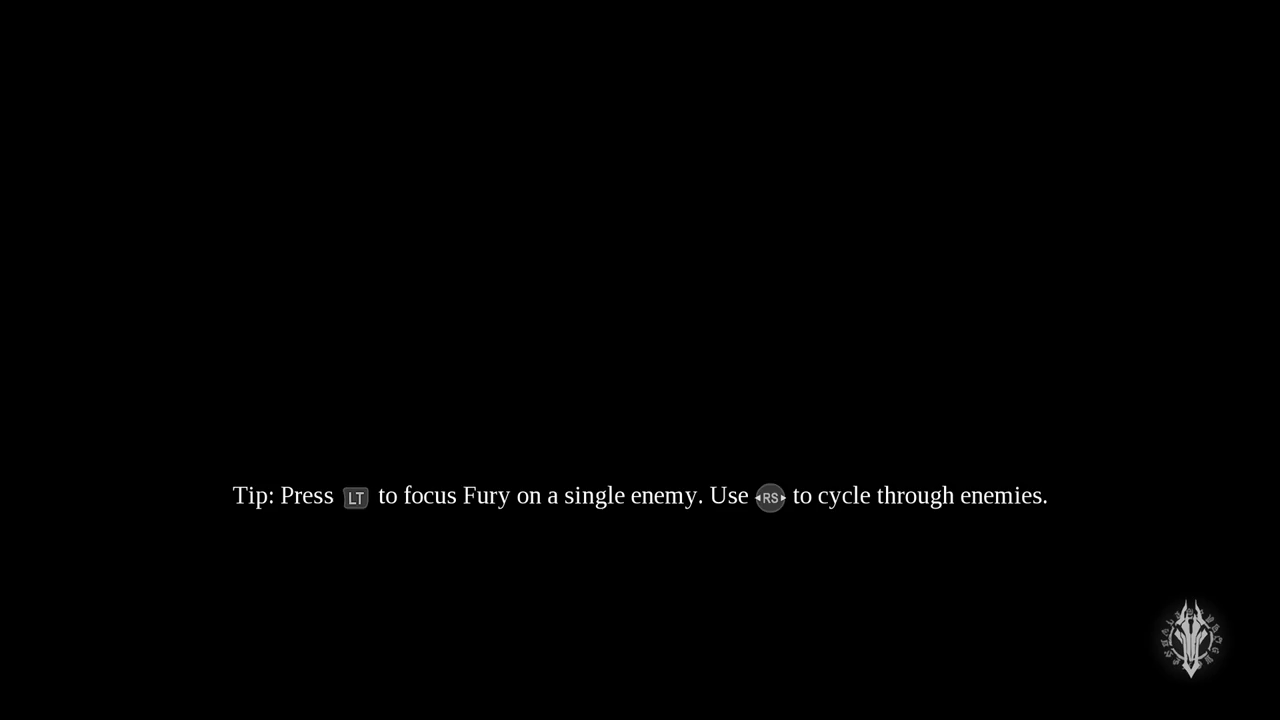 Tip: Press LT to focus Fury on a single enemy. Use RS to cycle through enemies.